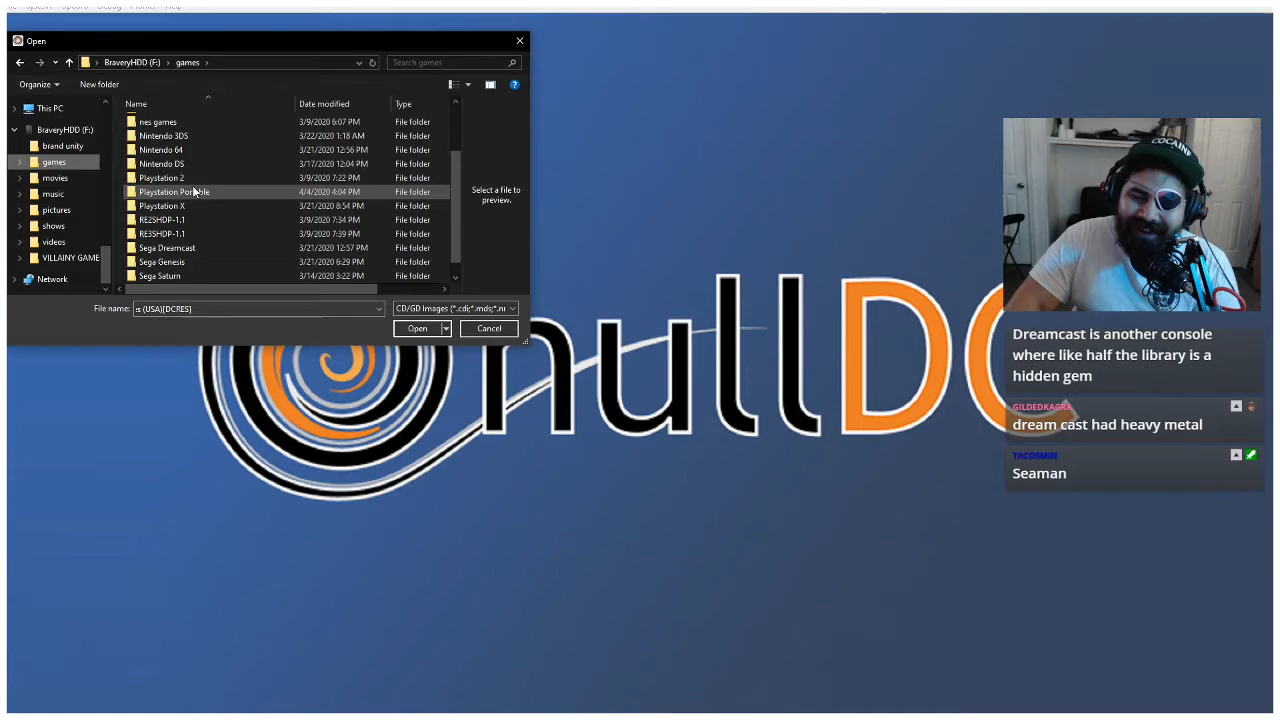 System Options Debug Profiler Help
Open
BraveryHDD (F:) games
Search games
Organize New folder
Name Date modified Type
This PC
BraveryHDD (F:)
brand unity
games
movies
music
pictures
shows
videos
VILLAINY GAME
Network
nes games 3/9/2020 6:07 PM File folder
Nintendo 3DS 3/22/2020 1:18 AM File folder
Nintendo 64 3/21/2020 12:56 PM File folder
Nintendo DS 3/17/2020 12:04 PM File folder
Playstation 2 3/9/2020 7:22 PM File folder
Playstation Portable 4/4/2020 4:04 PM File folder
Playstation X 3/21/2020 8:54 PM File folder
RE2SHDP-1.1 3/9/2020 7:34 PM File folder
RE3SHDP-1.1 3/9/2020 7:39 PM File folder
Sega Dreamcast 3/21/2020 12:57 PM File folder
Sega Genesis 3/21/2020 6:29 PM File folder
Sega Saturn 3/14/2020 3:22 PM File folder
Select a file to
preview.
File name: :s (USA)[DCRES]
CD/GD Images (*.cdi;*.mds;*.nr
Open Cancel
nullDC
COCAINE
Dreamcast is another console
where like half the library is a
hidden gem
GILDEDKAGRA
dream cast had heavy metal
TACOSMIN
Seaman